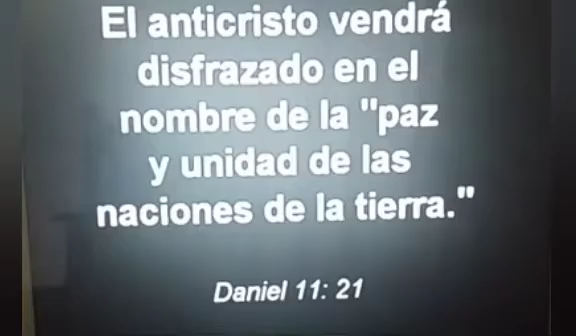 El anticristo vendrá
disfrazado en el
nombre de la "paz
y unidad de las
naciones de la tierra."
Daniel 11: 21